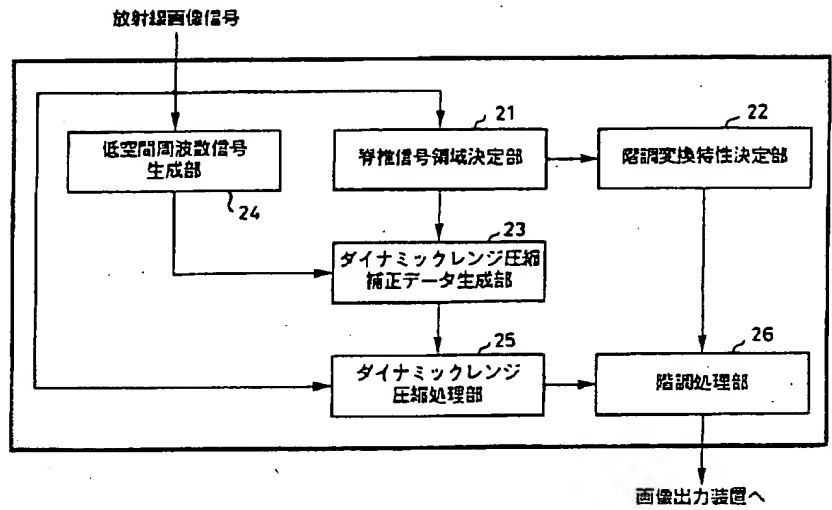 放射線画像信号
21
22
低空間周波数信号
生成部
脊椎信号領域決定部
階調変換特性決定部
24
23
ダイナミックレンジ圧縮
補正データ生成部
25
26
ダイナミックレンジ
圧縮処理部
階調処理部
画像出力装置へ